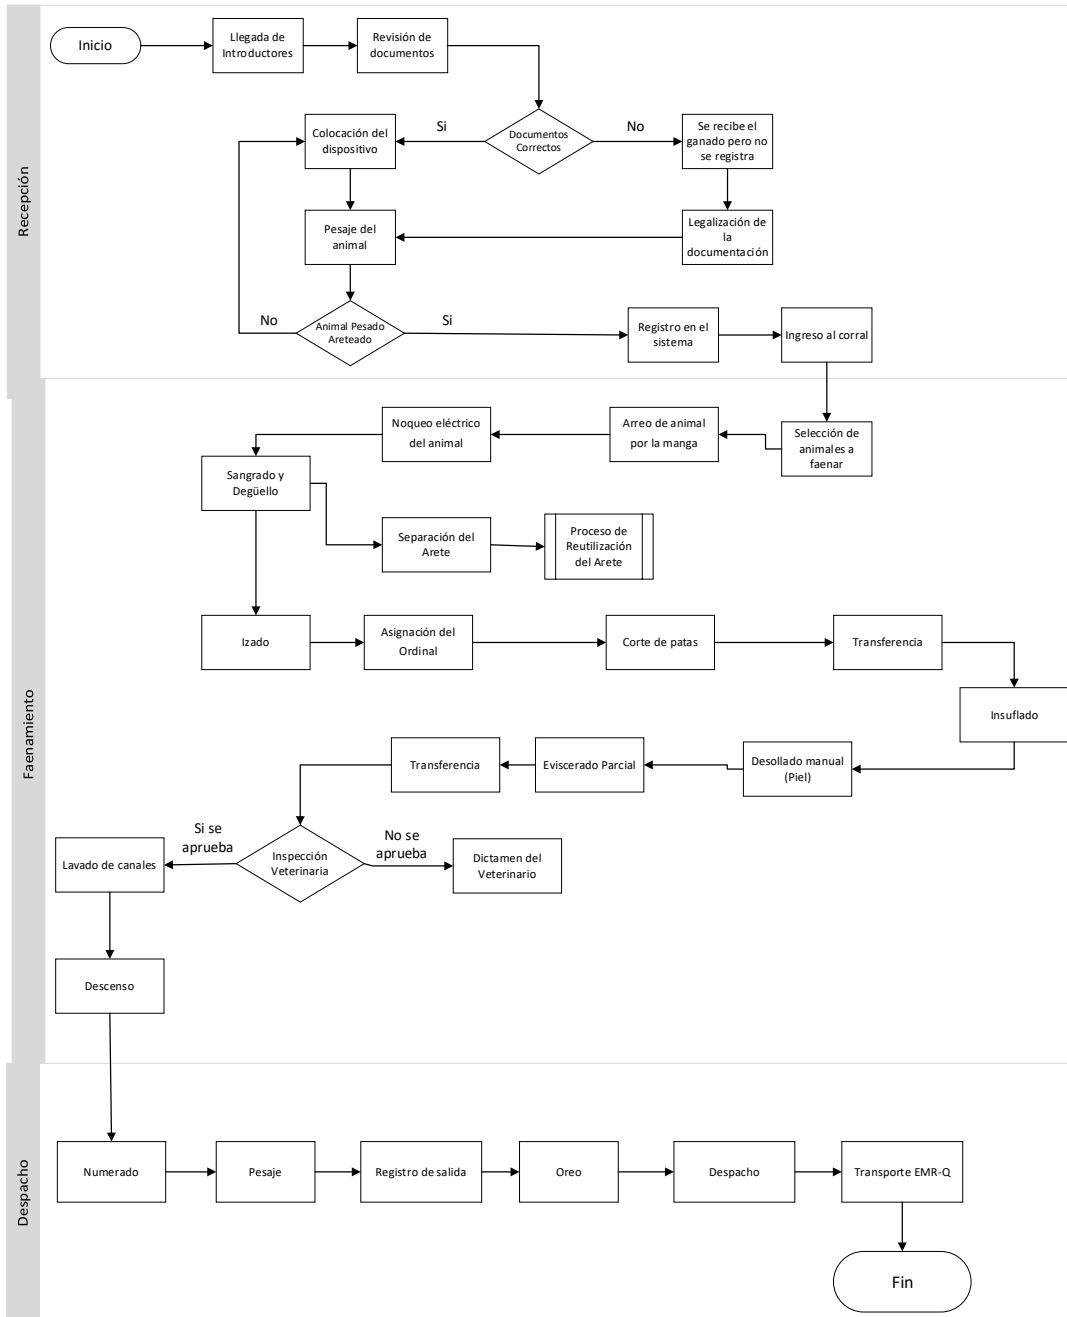 Recepción
Inicio
Llegada de
Introductores
Revisión de
documentos
Documentos
Correctos
Si
No
Colocación del
dispositivo
Se recibe el
ganado pero no
se registra
Pesaje del
animal
Legalización de
la
documentación
Animal Pesado
Areteado
No
Si
Registro en el
sistema
Ingreso al corral
Faenamiento
Selección de
animales a
faenar
Arreo de animal
por la manga
Noqueo eléctrico
del animal
Sangrado y
Degüello
Separación del
Arete
Proceso de
Reutilización
del Arete
Izado
Asignación del
Ordinal
Corte de patas
Transferencia
Insuflado
Desollado manual
(Piel)
Eviscerado Parcial
Transferencia
Inspección
Veterinaria
Si se
aprueba
No se
aprueba
Lavado de canales
Dictamen del
Veterinario
Descenso
Despacho
Numerado
Pesaje
Registro de salida
Oreo
Despacho
Transporte EMR-Q
Fin